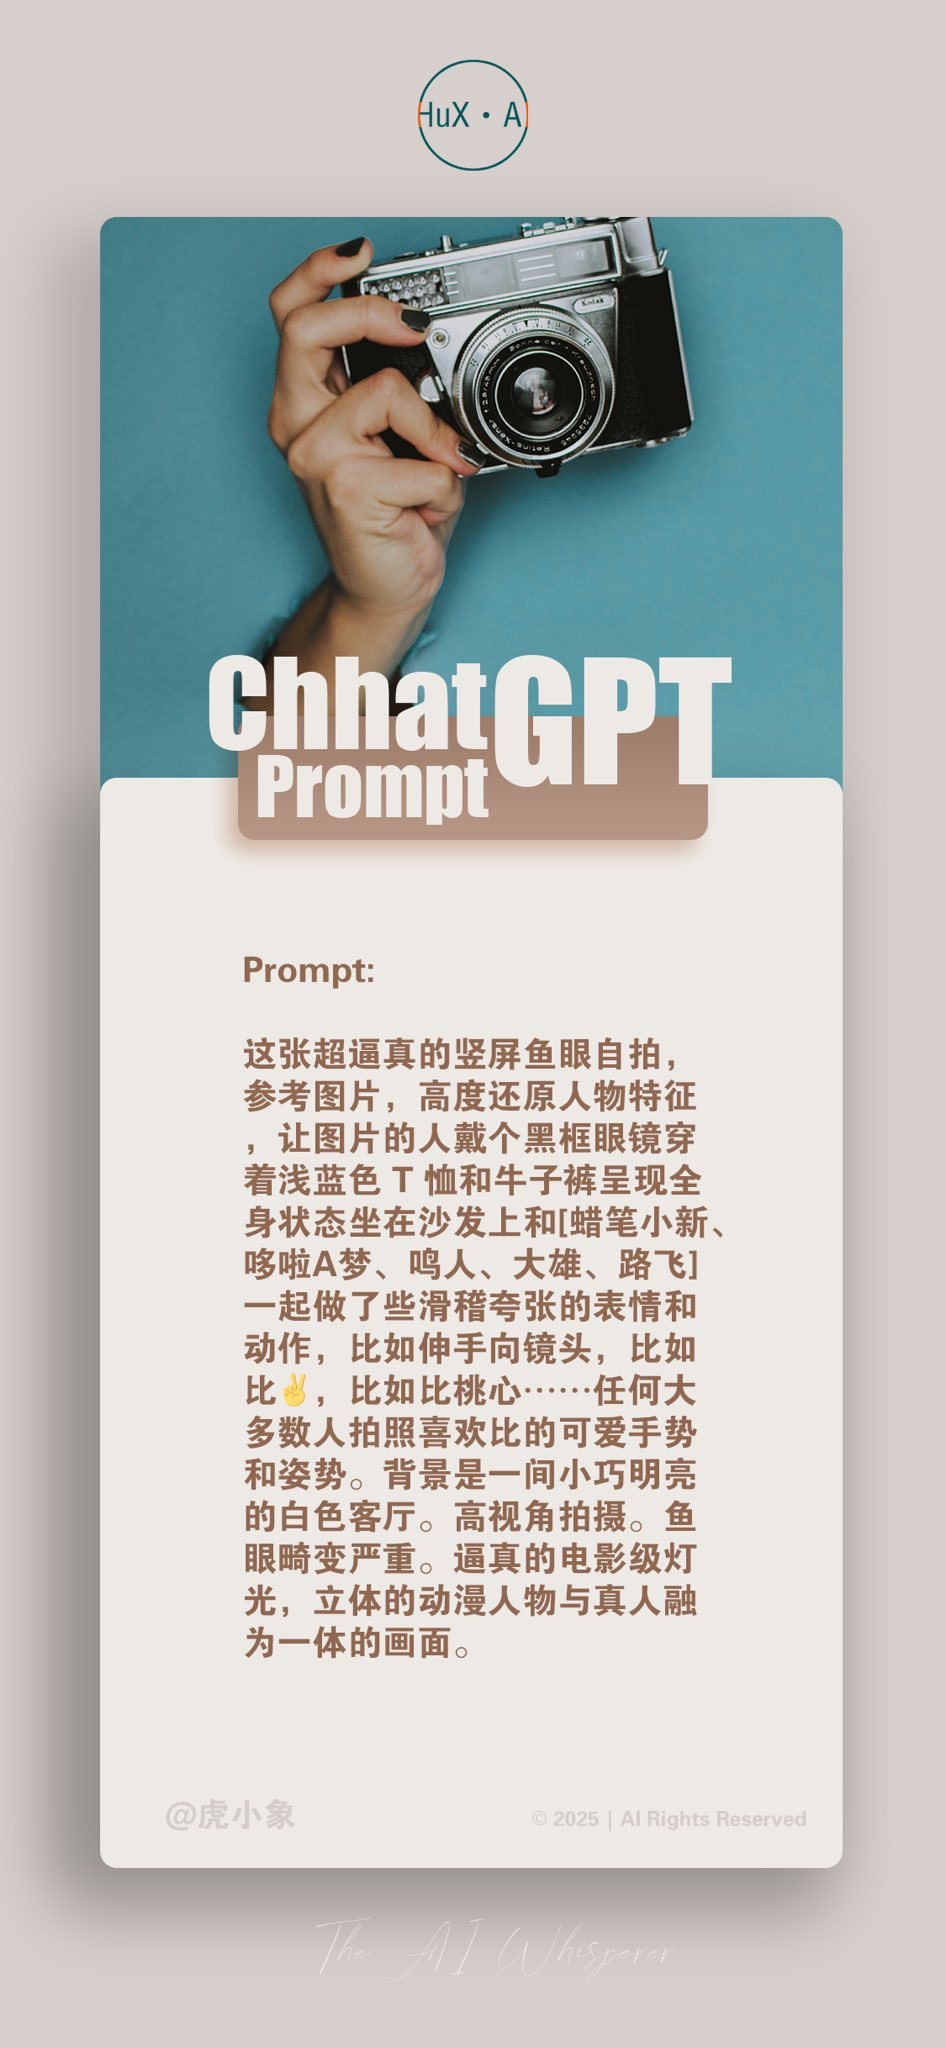 HuX · A
Kodak
ChhatGPT
Prompt
Prompt:
这张超逼真的竖屏鱼眼自拍，
参考图片，高度还原人物特征
，让图片的人戴个黑框眼镜穿
着浅蓝色 T 恤和牛子裤呈现全
身状态坐在沙发上和[蜡笔小新、
哆啦A梦、鸣人、大雄、路飞]
一起做了些滑稽夸张的表情和
动作，比如伸手向镜头，比如
比✌️，比如比桃心……任何大
多数人拍照喜欢比的可爱手势
和姿势。背景是一间小巧明亮
的白色客厅。高视角拍摄。鱼
眼畸变严重。逼真的电影级灯
光，立体的动漫人物与真人融
为一体的画面。
@虎小象
© 2025 | AI Rights Reserved
The AI Whisperer